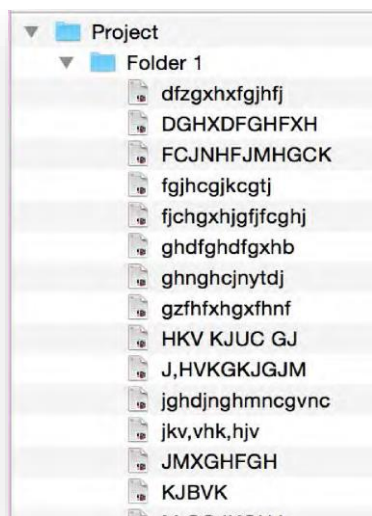 Project
Folder 1
dfzgxhxfgjhfj
DGHXDFGHFXH
FCJNHFJMHGCK
fgjhcgjkcgtj
fjchgxhjgfjfcghj
ghdfghdfgxhb
ghnghcjnytdj
gzfhfxhgxfhnf
HKV KJUC GJ
J,HVKGKJGJM
jghdjnghmncgvnc
jkv,vhk,hjv
JMXGHFGH
KJBVK